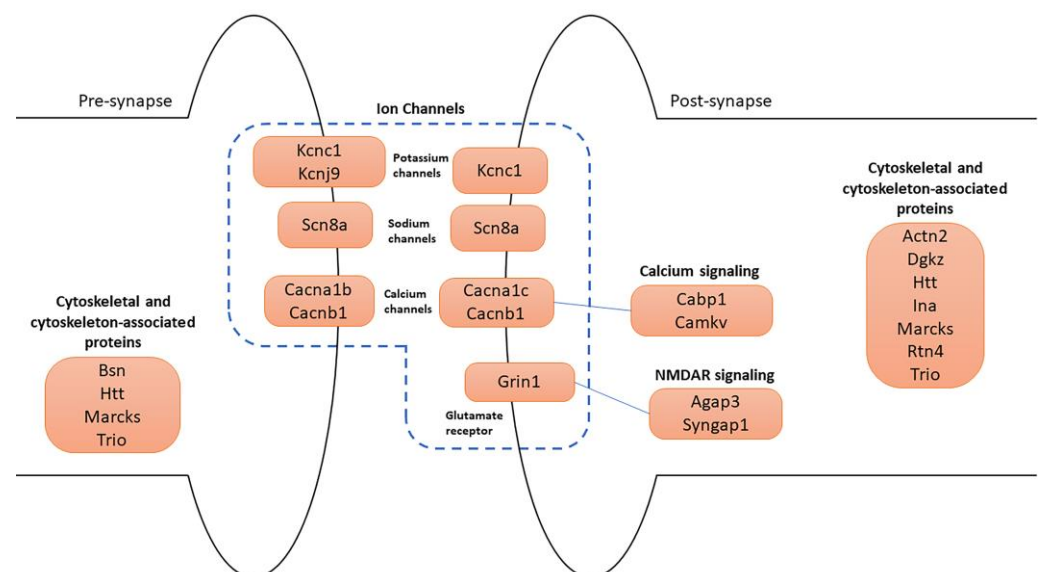 Pre-synapse
Post-synapse
Ion Channels
Kcnc1
Kcnj9
Potassium
channels
Kcnc1
Scn8a
Sodium
channels
Scn8a
Cacna1b
Cacnb1
Calcium
channels
Cacna1c
Cacnb1
Grin1
Glutamate
receptor
Cytoskeletal and
cytoskeleton-associated
proteins
Bsn
Htt
Marcks
Trio
Calcium signaling
Cabp1
Camkv
NMDAR signaling
Agap3
Syngap1
Cytoskeletal and
cytoskeleton-associated
proteins
Actn2
Dgkz
Htt
Ina
Marcks
Rtn4
Trio